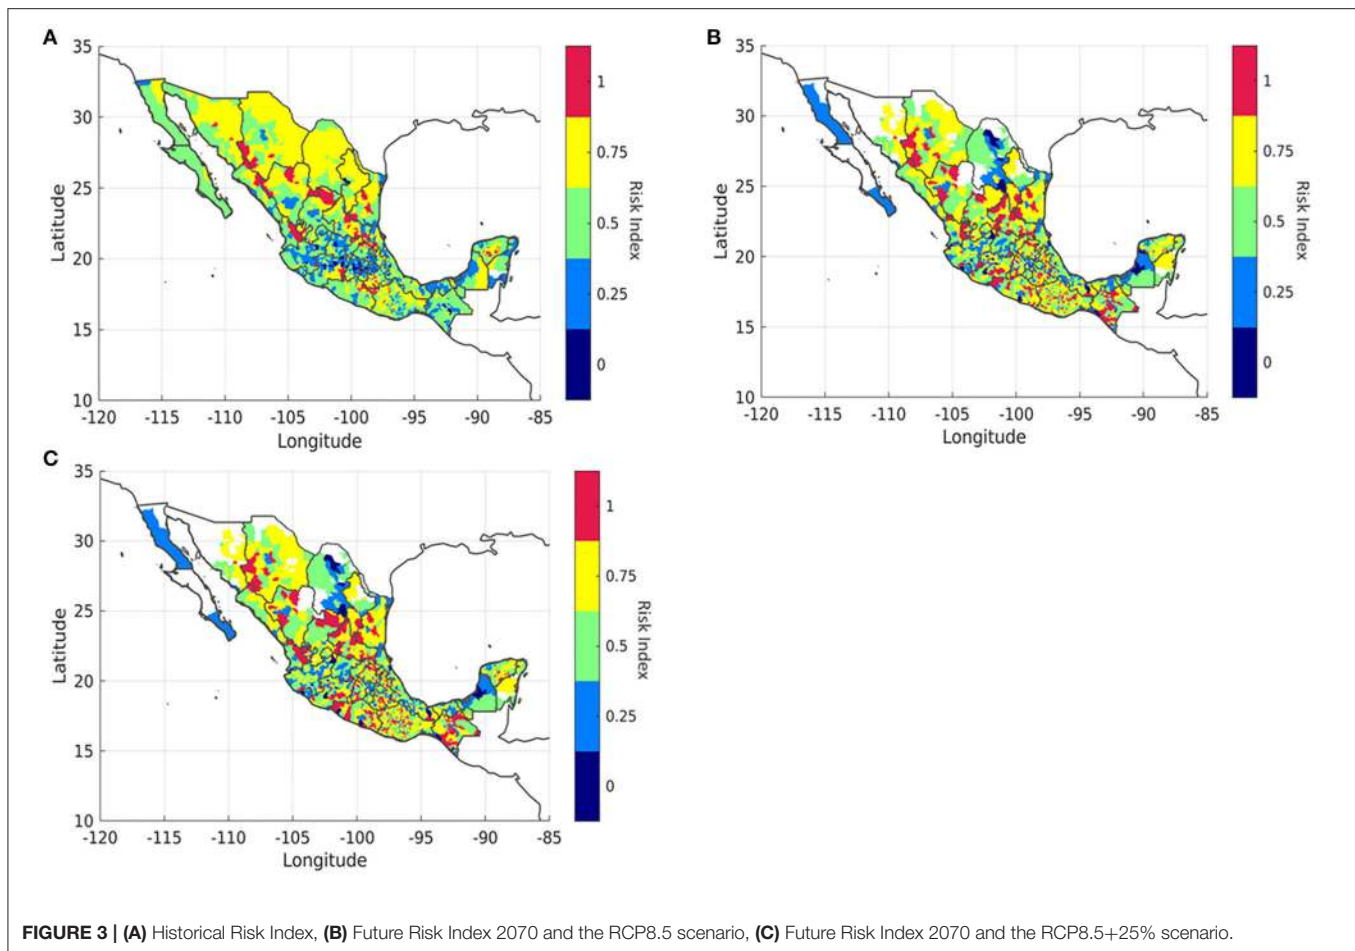 A
35
30
25
20
15
10
Latitude
-120 -115 -110 -105 -100 -95 -90 -85
Longitude
1
0.75
0.5
0.25
0
Risk Index
B
35
30
25
20
15
10
Latitude
-120 -115 -110 -105 -100 -95 -90 -85
Longitude
1
0.75
0.5
0.25
0
Risk Index
C
35
30
25
20
15
10
Latitude
-120 -115 -110 -105 -100 -95 -90 -85
Longitude
1
0.75
0.5
0.25
0
Risk Index
FIGURE 3 | (A) Historical Risk Index, (B) Future Risk Index 2070 and the RCP8.5 scenario, (C) Future Risk Index 2070 and the RCP8.5+25% scenario.